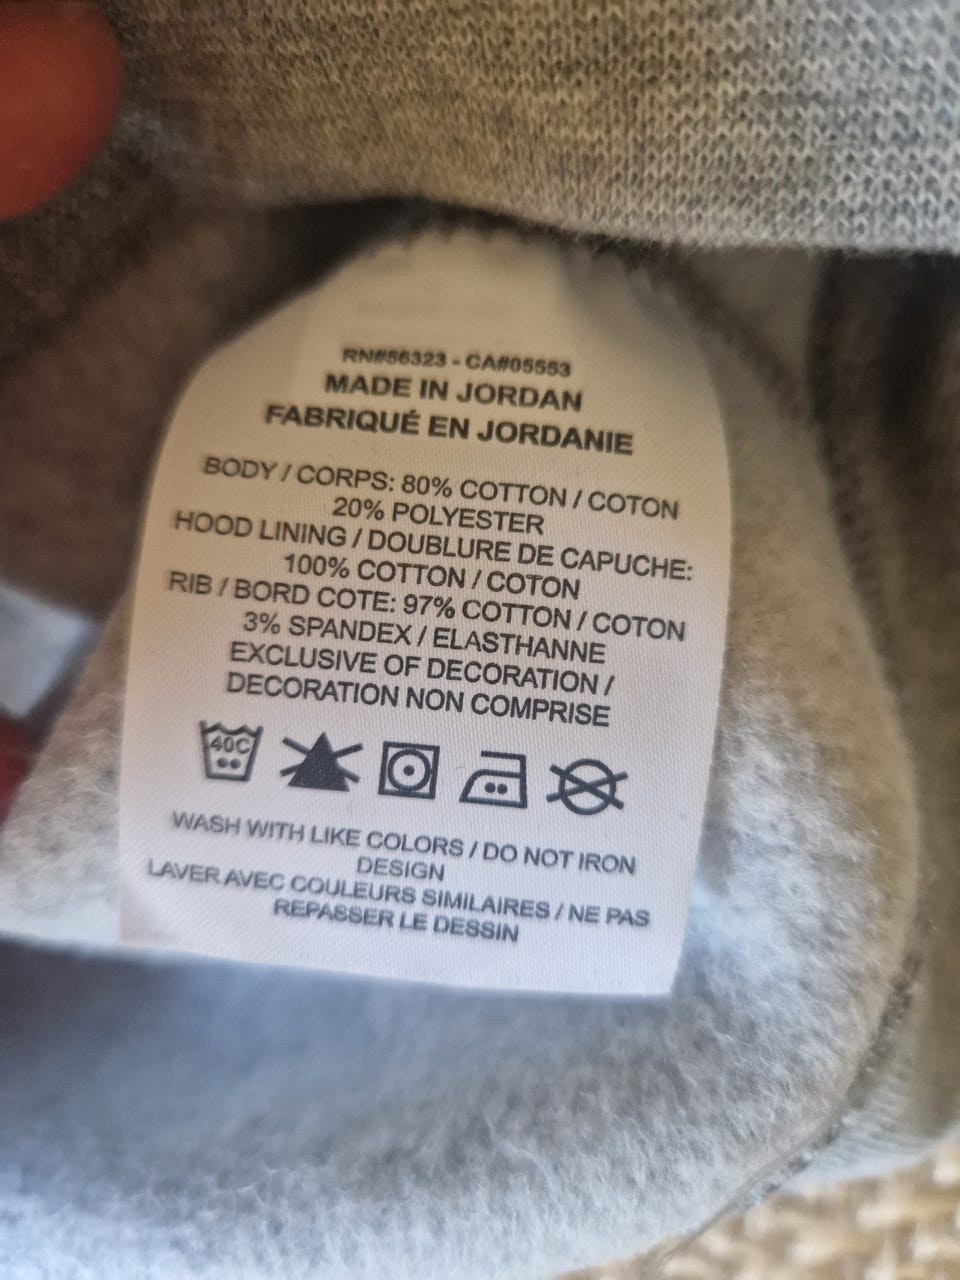 RN#56323 - CA#05553
MADE IN JORDAN
FABRIQUÉ EN JORDANIE
BODY / CORPS: 80% COTTON / COTON
20% POLYESTER
HOOD LINING / DOUBLURE DE CAPUCHE:
100% COTTON / COTON
RIB / BORD COTE: 97% COTTON / COTON
3% SPANDEX / ELASTHANNE
EXCLUSIVE OF DECORATION /
DECORATION NON COMPRISE
40C
WASH WITH LIKE COLORS / DO NOT IRON
DESIGN
LAVER AVEC COULEURS SIMILAIRES / NE PAS
REPASSER LE DESSIN